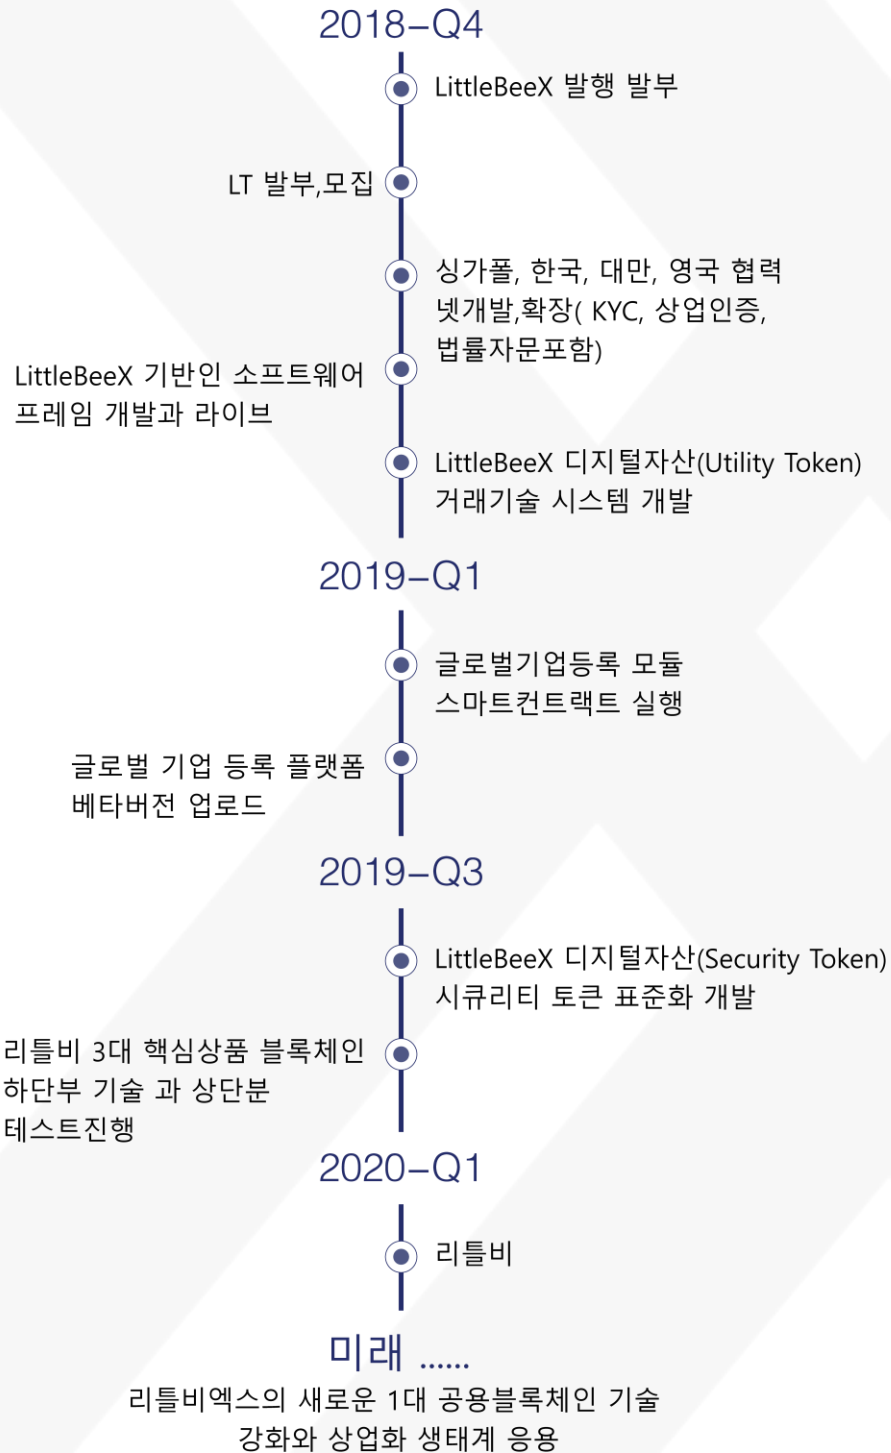 2018–Q4
LittleBeeX 발행 발부
LT 발부,모집
싱가폴, 한국, 대만, 영국 협력
넷개발,확장( KYC, 상업인증,
법률자문포함)
LittleBeeX 기반인 소프트웨어
프레임 개발과 라이브
LittleBeeX 디지털자산(Utility Token)
거래기술 시스템 개발
2019–Q1
글로벌기업등록 모듈
스마트컨트랙트 실행
글로벌 기업 등록 플랫폼
베타버전 업로드
2019–Q3
LittleBeeX 디지털자산(Security Token)
시큐리티 토큰 표준화 개발
리틀비 3대 핵심상품 블록체인
하단부 기술 과 상단분
테스트진행
2020–Q1
리틀비
미래 ......
리틀비엑스의 새로운 1대 공용블록체인 기술
강화와 상업화 생태계 응용